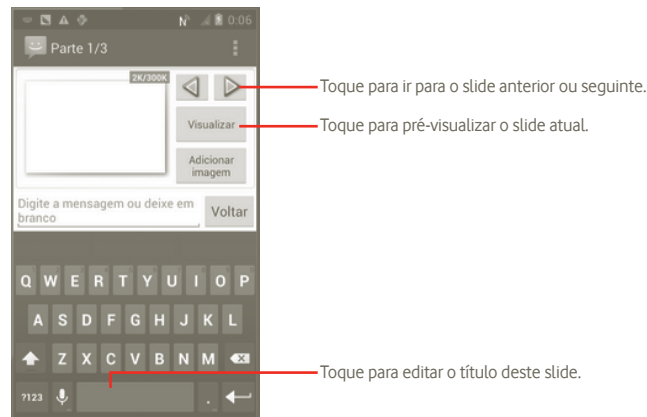 N 0:06
Parte 1/3
2K/300K
Toque para ir para o slide anterior ou seguinte.
Visualizar
Toque para pré-visualizar o slide atual.
Adicionar
imagem
Digite a mensagem ou deixe em
branco
Voltar
Q W E R T Y U I O P
A S D F G H J K L
Z X C V B N M
Toque para editar o título deste slide.
?123 .